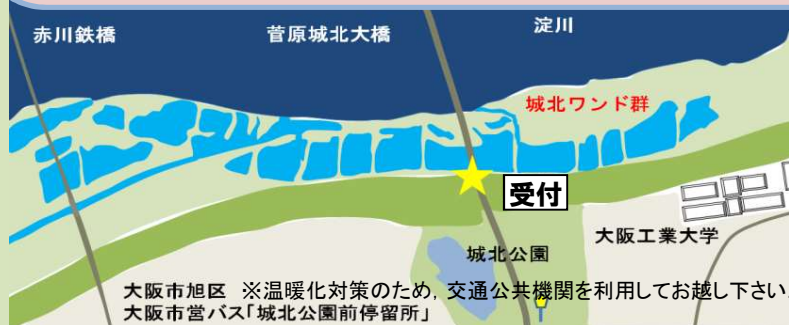 赤川鉄橋
菅原城北大橋
淀川
城北ワンド群
受付
大阪工業大学
城北公園
大阪市旭区 ※温暖化対策のため，交通公共機関を利用してお越し下さい．
大阪市営バス「城北公園前停留所」